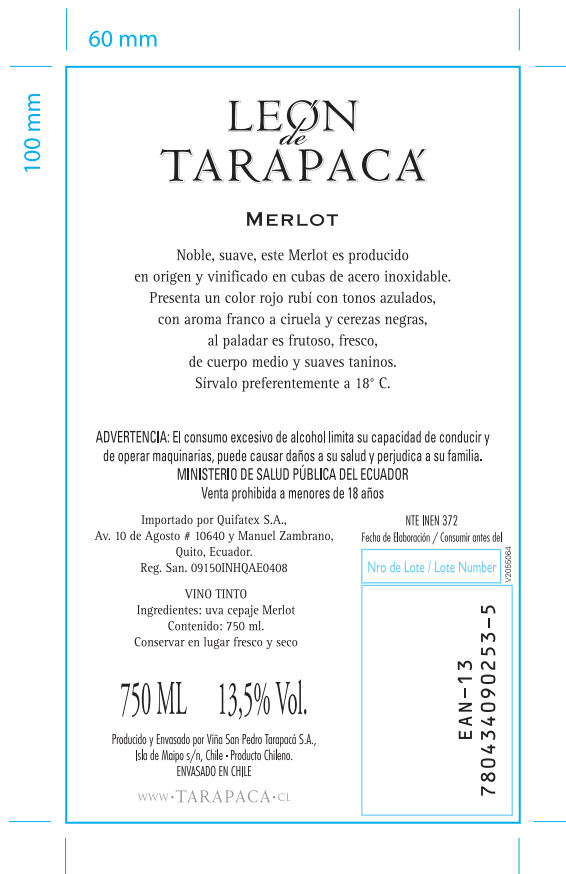 60 mm
100 mm
LEÓN
de
TARAPACÁ
MERLOT
Noble, suave, este Merlot es producido
en origen y vinificado en cubas de acero inoxidable.
Presenta un color rojo rubí con tonos azulados,
con aroma franco a ciruela y cerezas negras,
al paladar es frutoso, fresco,
de cuerpo medio y suaves taninos.
Sírvalo preferentemente a 18° C.
ADVERTENCIA: El consumo excesivo de alcohol limita su capacidad de conducir y
de operar maquinarias, puede causar daños a su salud y perjudica a su familia.
MINISTERIO DE SALUD PÚBLICA DEL ECUADOR
Venta prohibida a menores de 18 años
Importado por Quifatex S.A.,
Av. 10 de Agosto # 10640 y Manuel Zambrano,
Quito, Ecuador.
Reg. San. 09150INHQAE0408
VINO TINTO
Ingredientes: uva cepaje Merlot
Contenido: 750 ml.
Conservar en lugar fresco y seco
750 ML 13,5% Vol.
Producido y Envasado por Viña San Pedro Tarapacá S.A.,
Isla de Maipo s/n, Chile • Producto Chileno.
ENVASADO EN CHILE
WWW•TARAPACA•CL
NTE INEN 372
Fecha de Elaboración / Consumir antes del
Nro de Lote / Lote Number
V2055064
EAN-13
780434090253-5